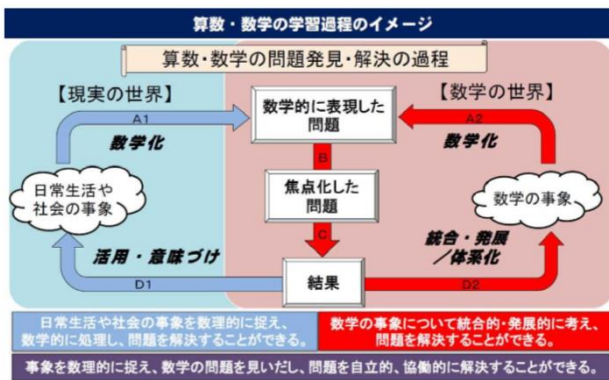 算数・数学の学習過程のイメージ
算数・数学の問題発見・解決の過程
【現実の世界】
【数学の世界】
A1
数学化
数学的に表現した
問題
A2
数学化
B
日常生活や
社会の事象
焦点化した
問題
数学の事象
C
活用・意味づけ
D1
結果
統合・発展
／体系化
D2
日常生活や社会の事象を数理的に捉え、
数学的に処理し、問題を解決することができる。
数学の事象について統合的・発展的に考え、
問題を解決することができる。
事象を数理的に捉え、数学の問題を見いだし、問題を自立的、協働的に解決することができる。